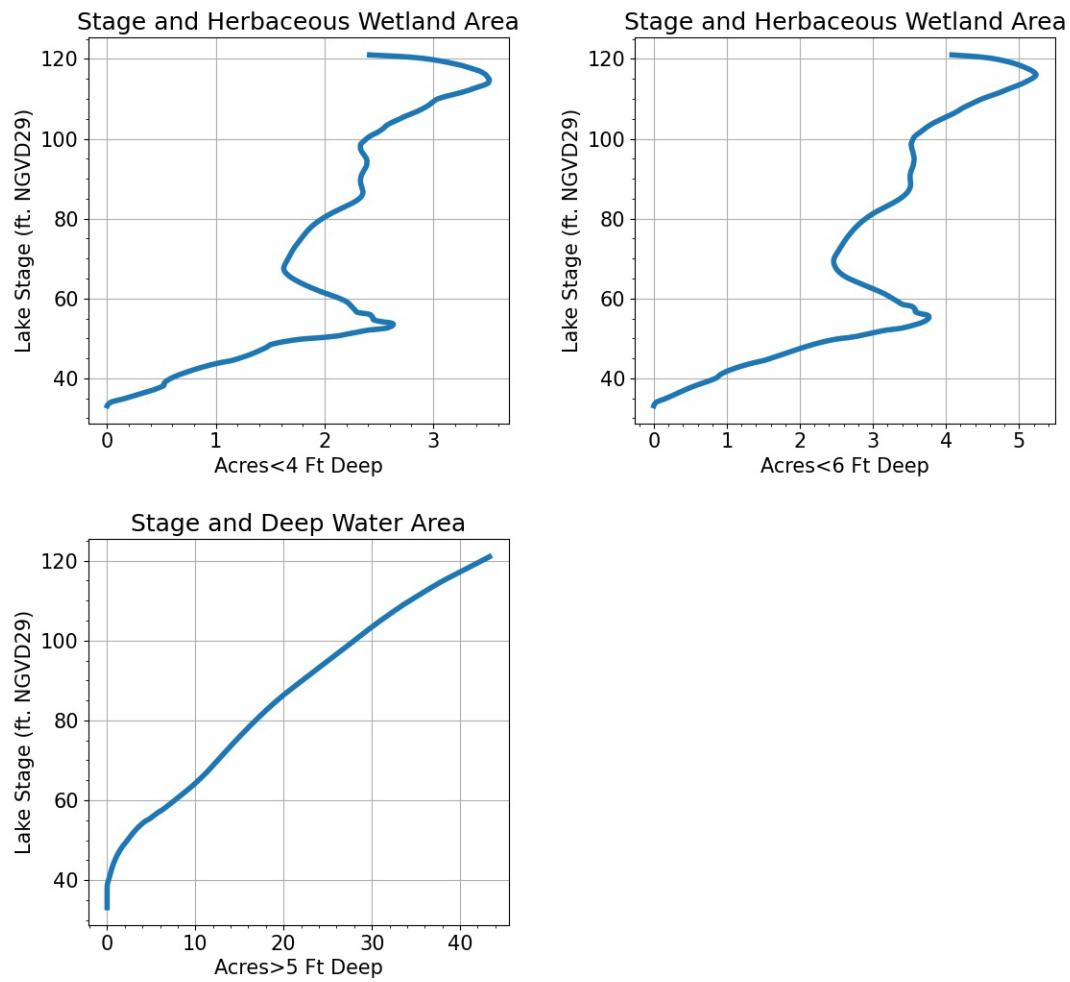 Stage and Herbaceous Wetland Area
Lake Stage (ft. NGVD29)
120
100
80
60
40
0 1 2 3
Acres<4 Ft Deep
Stage and Herbaceous Wetland Area
Lake Stage (ft. NGVD29)
120
100
80
60
40
0 1 2 3 4 5
Acres<6 Ft Deep
Stage and Deep Water Area
Lake Stage (ft. NGVD29)
120
100
80
60
40
0 10 20 30 40
Acres>5 Ft Deep